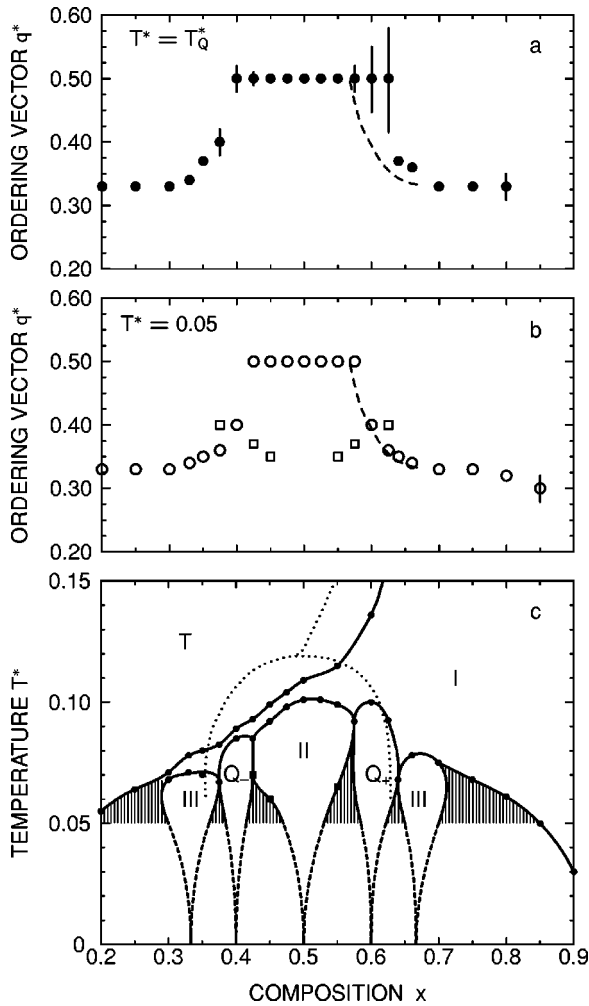 T* = T*Q
a
ORDERING VECTOR q*
0.60
0.50
0.40
0.30
0.20
T* = 0.05
b
ORDERING VECTOR q*
0.60
0.50
0.40
0.30
0.20
c
TEMPERATURE T*
0.15
0.10
0.05
0
T
I
II
Q−
Q+
III
III
0.2 0.3 0.4 0.5 0.6 0.7 0.8 0.9
COMPOSITION x